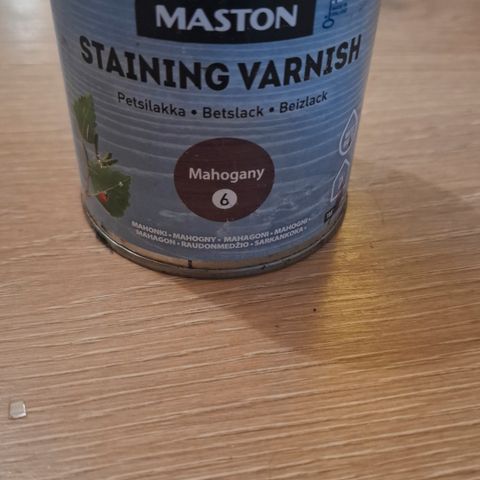 MASTON
STAINING VARNISH
Petsilakka • Betslack • Beizlack
Mahogany
6
MAHONKI • MAHOGNY • MAHAGONI • MAHOGNI •
MAHAGON • RAUDONMEDŽIO • SARKANKOKA •